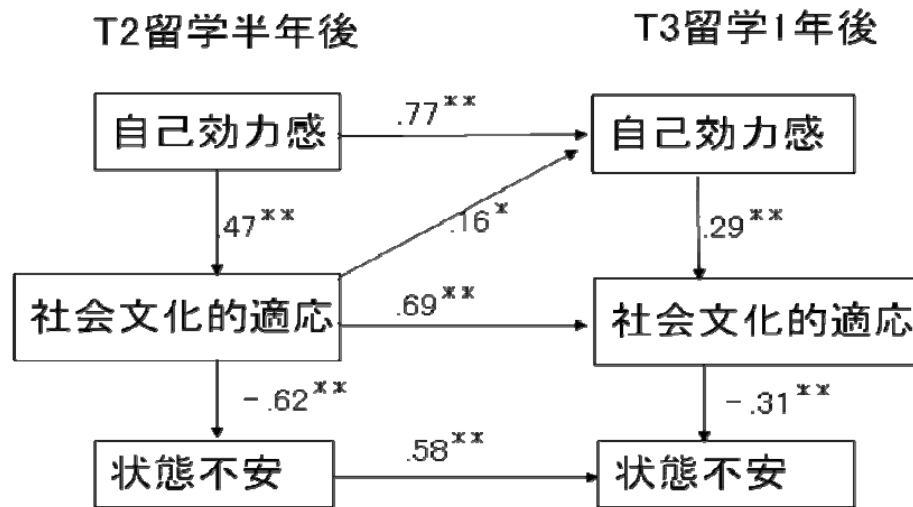 T2留学半年後
T3留学1年後
自己効力感
.77**
自己効力感
.47**
.16*
.29**
社会文化的適応
.69**
社会文化的適応
-.62**
-.31**
状態不安
.58**
状態不安